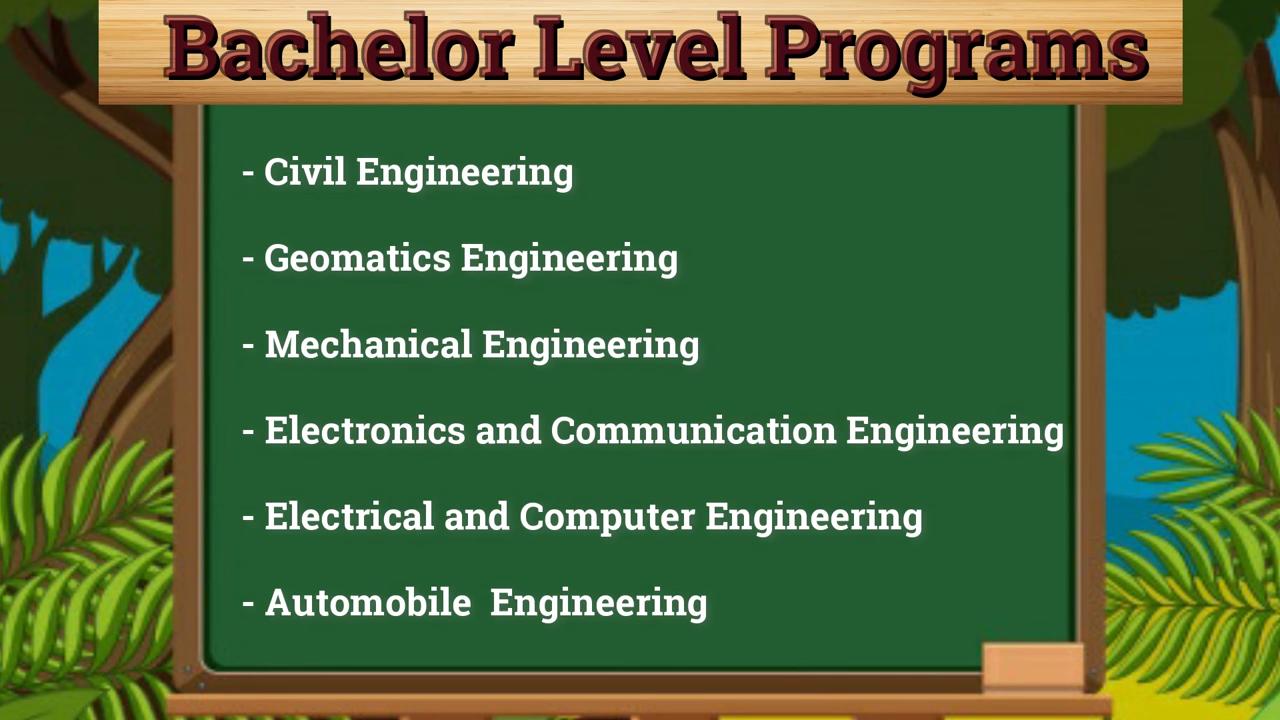 Bachelor Level Programs
- Civil Engineering
- Geomatics Engineering
- Mechanical Engineering
- Electronics and Communication Engineering
- Electrical and Computer Engineering
- Automobile  Engineering